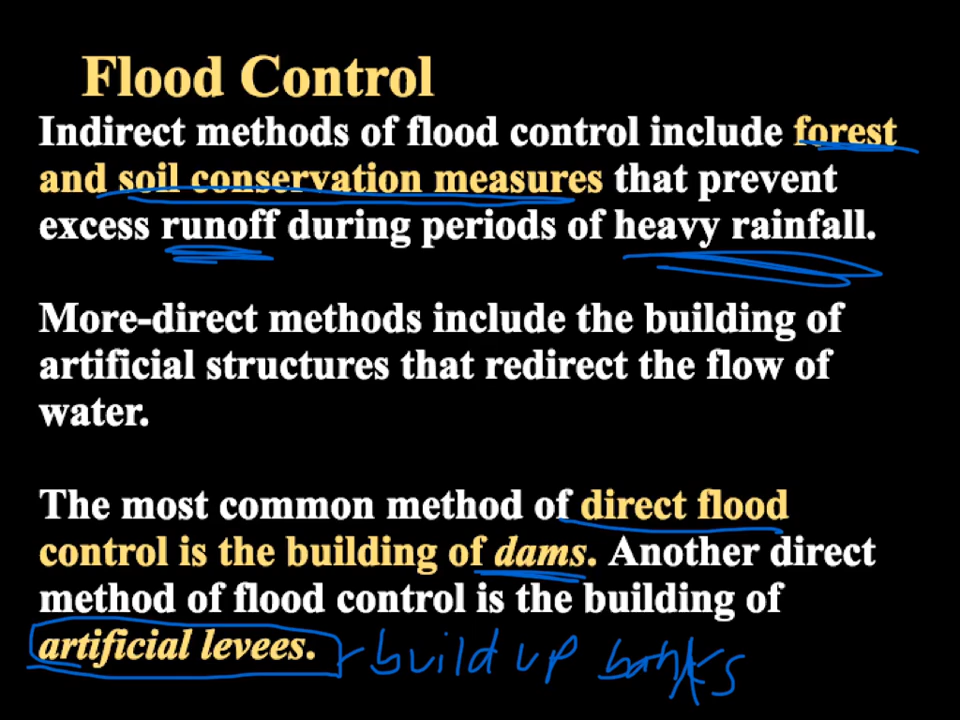 Flood Control
Indirect methods of flood control include forest
and soil conservation measures that prevent
excess runoff during periods of heavy rainfall.
More-direct methods include the building of
artificial structures that redirect the flow of
water.
The most common method of direct flood
control is the building of dams. Another direct
method of flood control is the building of
artificial levees. - build up banks